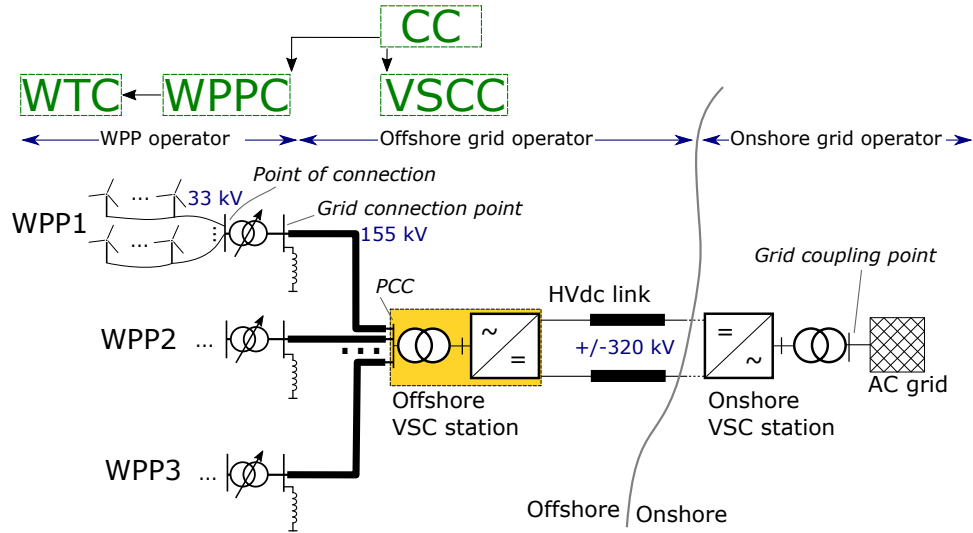 CC
WTC
WPPC
VSCC
WPP operator
Offshore grid operator
Onshore grid operator
Point of connection
... 33 kV
WPP1
Grid connection point
...
155 kV
Grid coupling point
PCC
HVdc link
WPP2 ...
...
~
=
+/-320 kV
=
~
AC grid
Offshore
VSC station
Onshore
VSC station
WPP3 ...
Offshore
Onshore